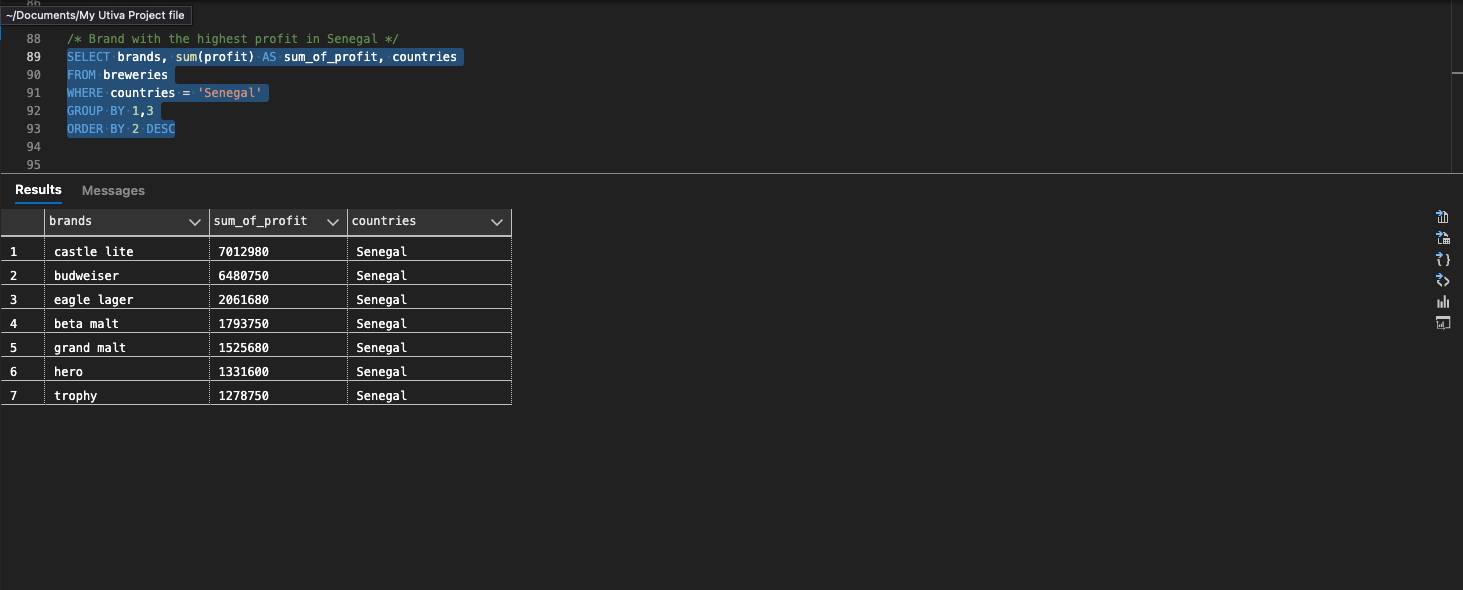 86
~/Documents/My Utiva Project file
88 /* Brand with the highest profit in Senegal */
89 SELECT brands, sum(profit) AS sum_of_profit, countries
90 FROM breweries
91 WHERE countries = 'Senegal'
92 GROUP BY 1,3
93 ORDER BY 2 DESC
94
95
Results Messages
brands sum_of_profit countries
1 castle lite 7012980 Senegal
2 budweiser 6480750 Senegal
3 eagle lager 2061680 Senegal
4 beta malt 1793750 Senegal
5 grand malt 1525680 Senegal
6 hero 1331600 Senegal
7 trophy 1278750 Senegal